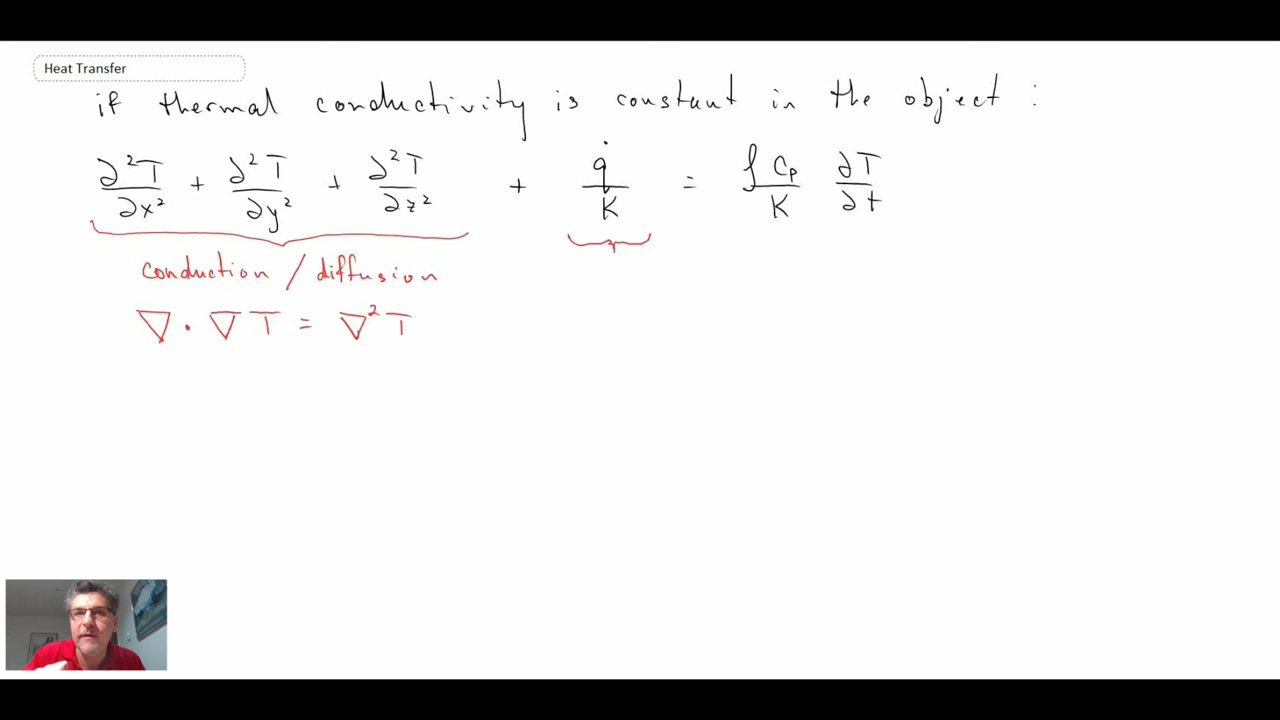 Heat Transfer
if thermal conductivity is constant in the object :
∂²T/∂x² + ∂²T/∂y² + ∂²T/∂z² + q̇/K = ρCp/K ∂T/∂t
conduction / diffusion
∇ · ∇T = ∇²T